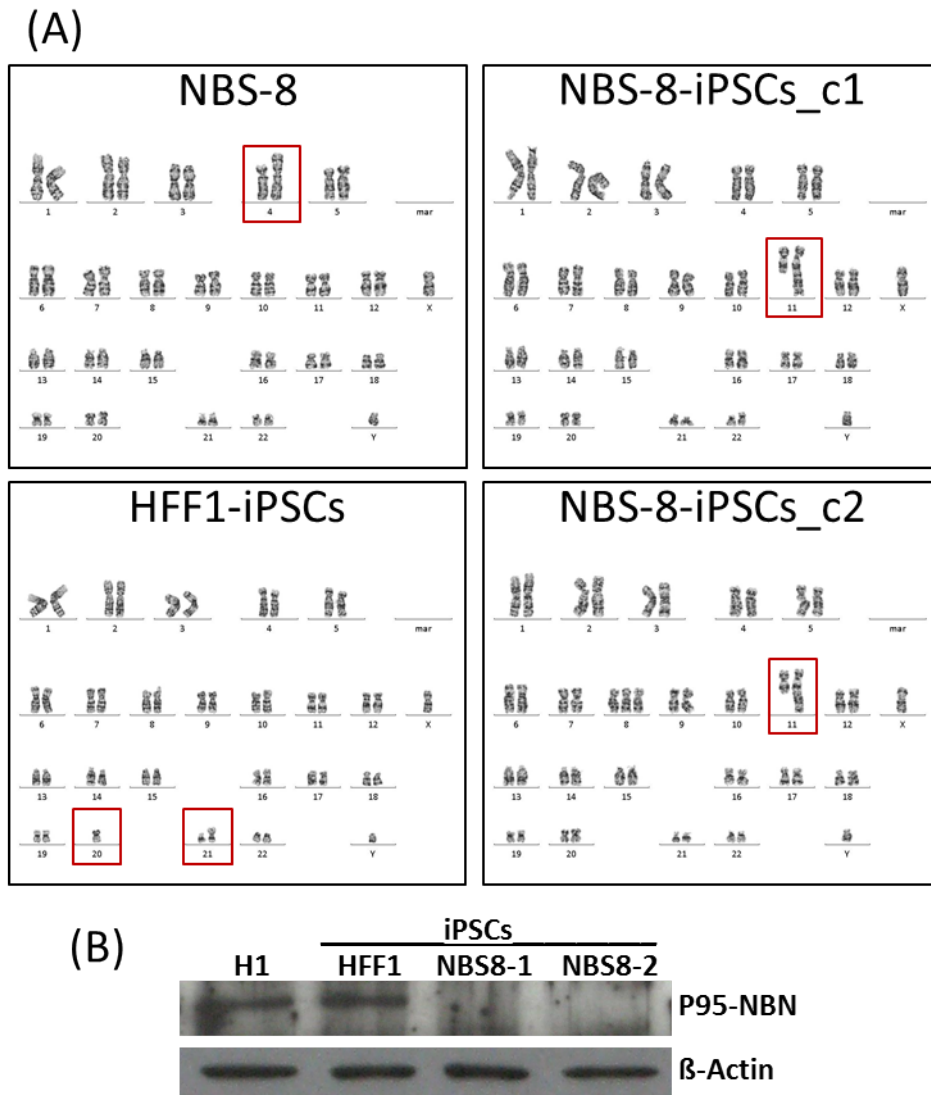 (A)
NBS-8
1 2 3 4 5 mar
6 7 8 9 10 11 12 X
13 14 15 16 17 18
19 20 21 22 Y
NBS-8-iPSCs_c1
1 2 3 4 5 mar
6 7 8 9 10 11 12 X
13 14 15 16 17 18
19 20 21 22 Y
HFF1-iPSCs
1 2 3 4 5 mar
6 7 8 9 10 11 12 X
13 14 15 16 17 18
19 20 21 22 Y
NBS-8-iPSCs_c2
1 2 3 4 5 mar
6 7 8 9 10 11 12 X
13 14 15 16 17 18
19 20 21 22 Y
(B)
iPSCs
H1 HFF1 NBS8-1 NBS8-2
P95-NBN
ß-Actin